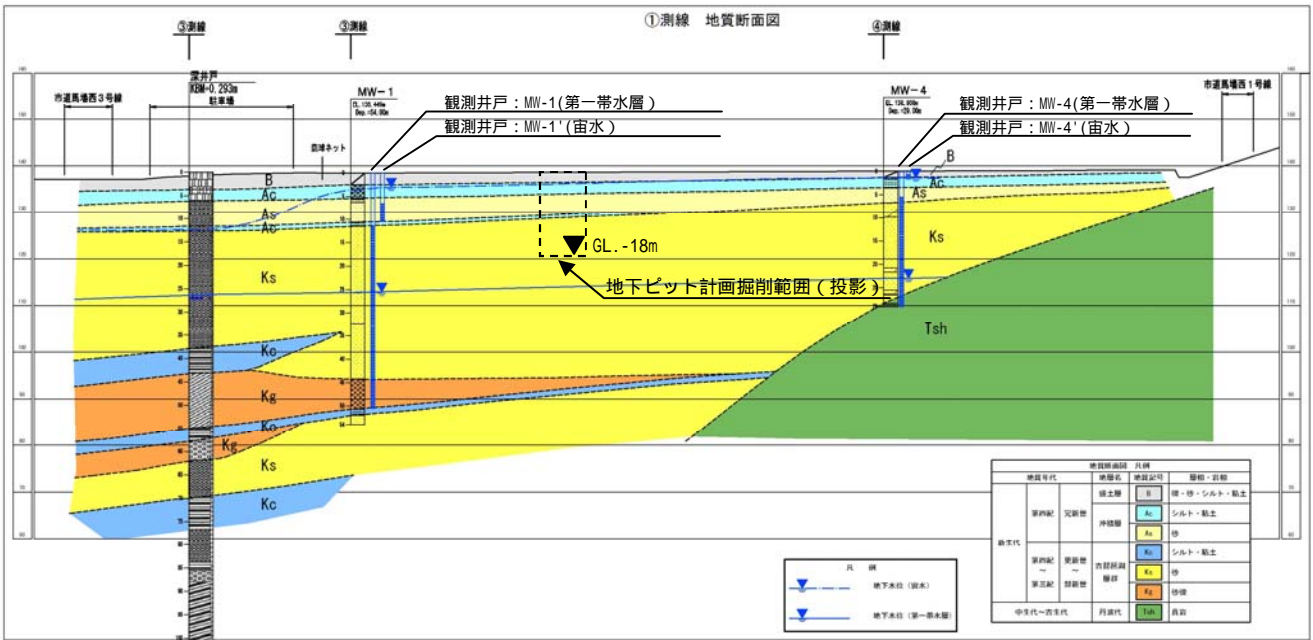 ①測線 地質断面図
③測線
③測線
④測線
深井戸
KBM-0.293m
駐車場
市道馬場西3号線
MW-1
MW-4
市道馬場西1号線
観測井戸:MW-1(第一帯水層)
観測井戸:MW-1'(宙水)
観測井戸:MW-4(第一帯水層)
観測井戸:MW-4'(宙水)
防球ネット
B
B
Ac
Ac
As
As
Ac
GL.-18m
Ks
Ks
地下ピット計画掘削範囲(投影)
Tsh
Kc
Kg
Kc
Kg
Ks
Kc
地質断面図 凡例
地質年代 地層名 地質記号 層相・岩相
新生代 第四紀 完新世 盛土層 B 礫・砂・シルト・粘土
沖積層 Ac シルト・粘土
As 砂
第四紀~第三紀 更新世~鮮新世 古琵琶湖層群 Kc シルト・粘土
Ks 砂
Kg 砂礫
中生代~古生代 丹波代 Tsh 頁岩
凡 例
地下水位(宙水)
地下水位(第一帯水層)